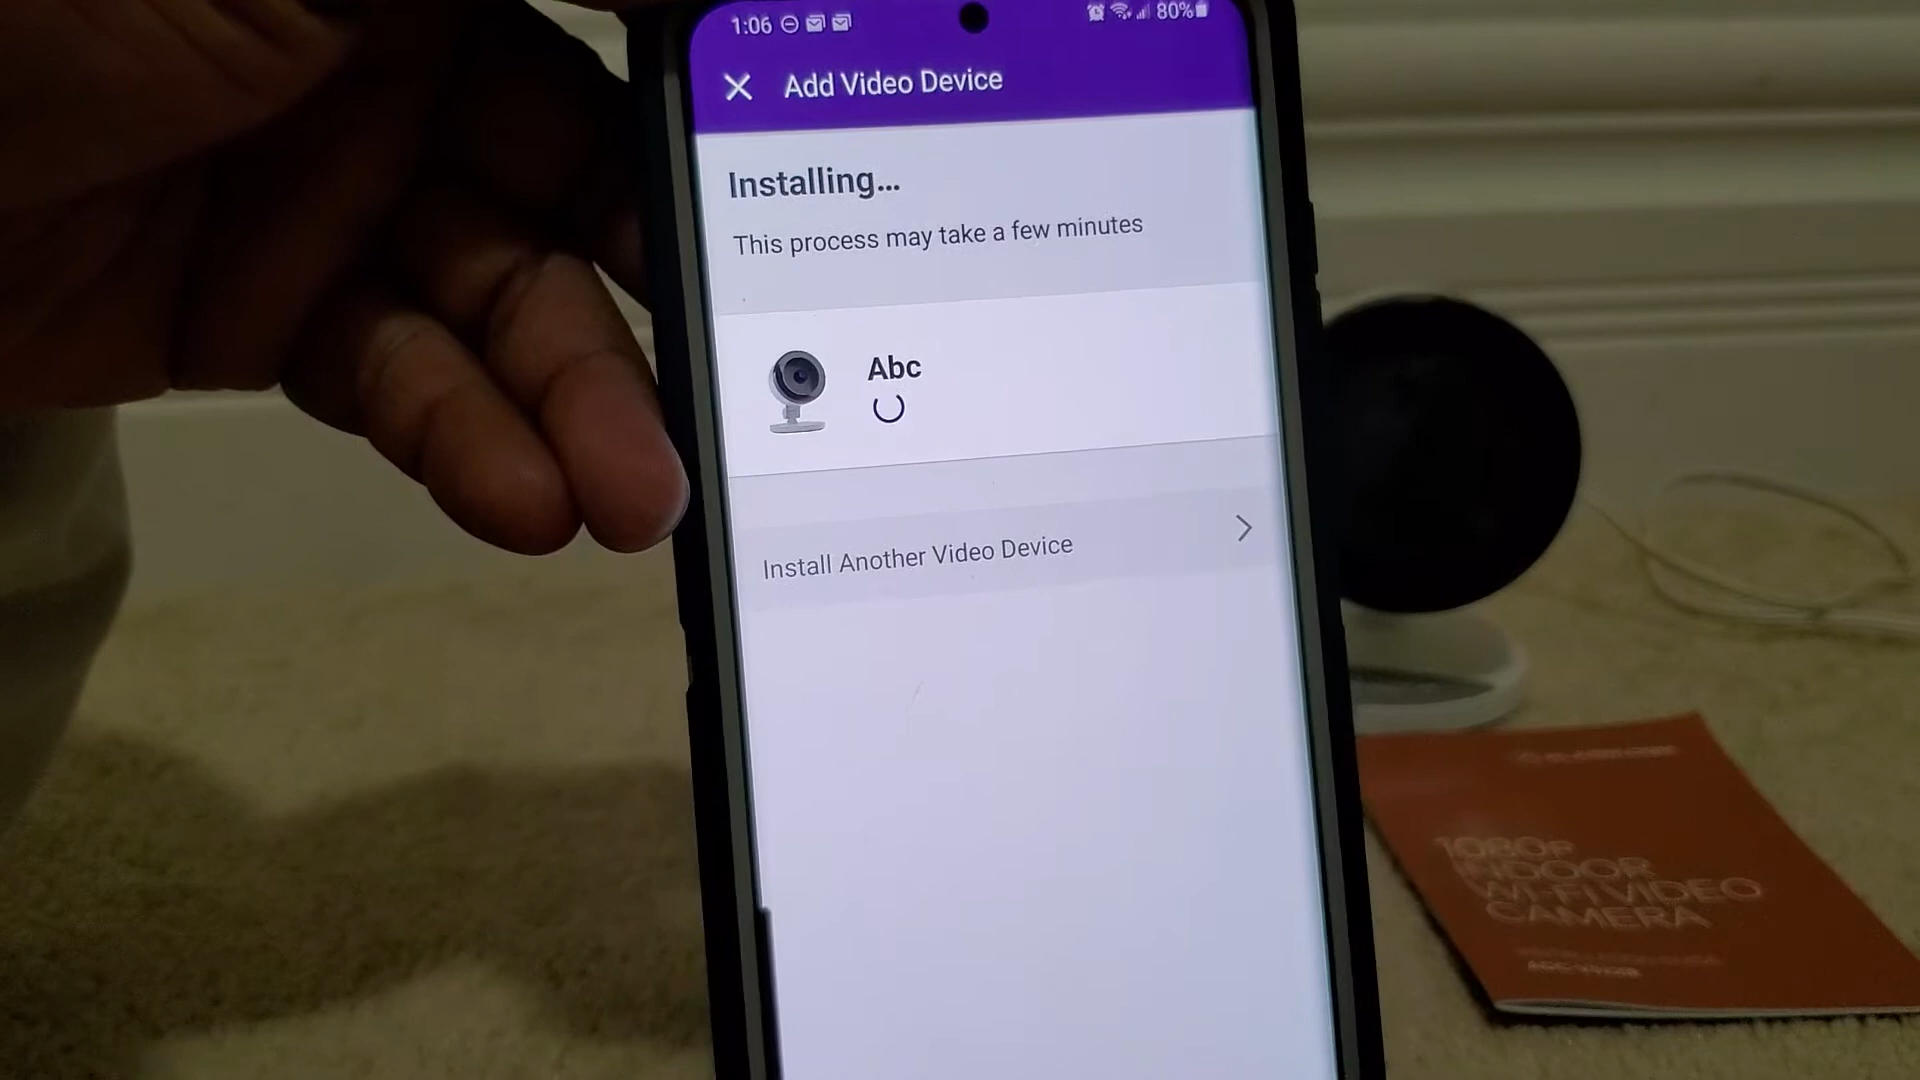 1:06
80%
Add Video Device
Installing...
This process may take a few minutes
Abc
Install Another Video Device
1080P
INDOOR
WI-FI VIDEO
CAMERA